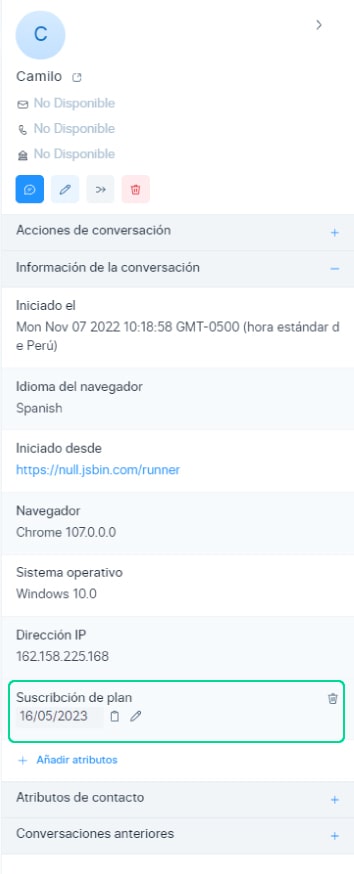 C
Camilo
No Disponible
No Disponible
No Disponible
Acciones de conversación
Información de la conversación
Iniciado el
Mon Nov 07 2022 10:18:58 GMT-0500 (hora estándar d
e Perú)
Idioma del navegador
Spanish
Iniciado desde
https://null.jsbin.com/runner
Navegador
Chrome 107.0.0.0
Sistema operativo
Windows 10.0
Dirección IP
162.158.225.168
Suscribción de plan
16/05/2023
Añadir atributos
Atributos de contacto
Conversaciones anteriores